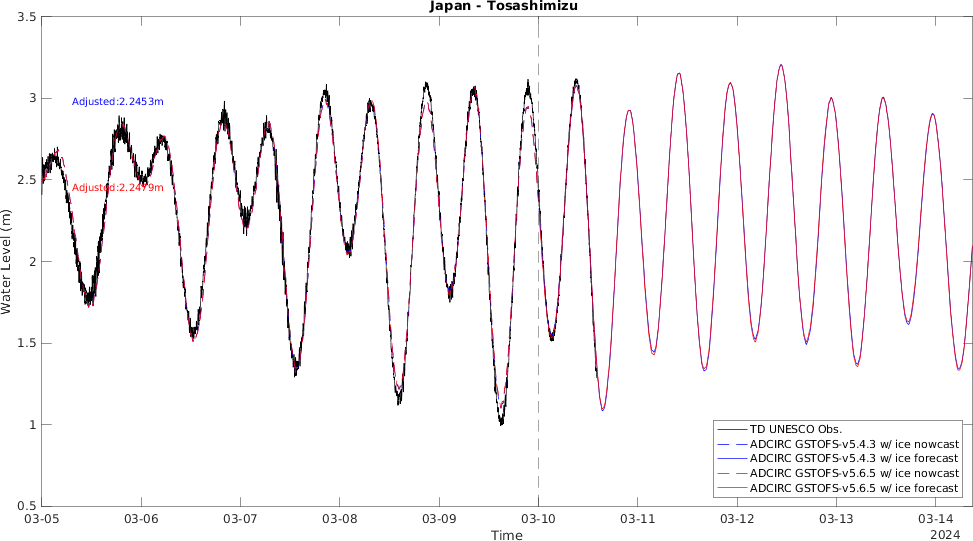 Japan - Tosashimizu
3.5
3
2.5
2
1.5
1
0.5
Water Level (m)
Adjusted:2.2453m
Adjusted:2.2479m
TD UNESCO Obs.
ADCIRC GSTOFS-v5.4.3 w/ ice nowcast
ADCIRC GSTOFS-v5.4.3 w/ ice forecast
ADCIRC GSTOFS-v5.6.5 w/ ice nowcast
ADCIRC GSTOFS-v5.6.5 w/ ice forecast
03-05 03-06 03-07 03-08 03-09 03-10 03-11 03-12 03-13 03-14
Time
2024